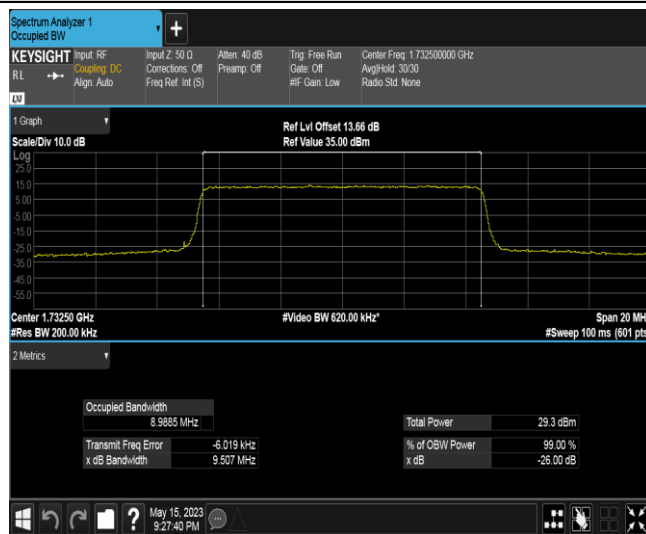 Spectrum Analyzer 1
Occupied BW
+
KEYSIGHT Input: RF Input Z: 50 Ω Atten: 40 dB Trig: Free Run Center Freq: 1.732500000 GHz
RL Coupling: DC Corrections: Off Preamp: Off Gate: Off Avg|Hold: 30/30
Align: Auto Freq Ref: Int (S) #IF Gain: Low Radio Std: None
LXI
1 Graph
Ref Lvl Offset 13.66 dB
Scale/Div 10.0 dB Ref Value 35.00 dBm
Log
25.0
15.0
5.00
-5.00
-15.0
-25.0
-35.0
-45.0
-55.0
Center 1.73250 GHz #Video BW 620.00 kHz* Span 20 MH
#Res BW 200.00 kHz #Sweep 100 ms (601 pts
2 Metrics
Occupied Bandwidth
8.9885 MHz Total Power 29.3 dBm
Transmit Freq Error -6.019 kHz % of OBW Power 99.00 %
x dB Bandwidth 9.507 MHz x dB -26.00 dB
?
May 15, 2023
9:27:40 PM